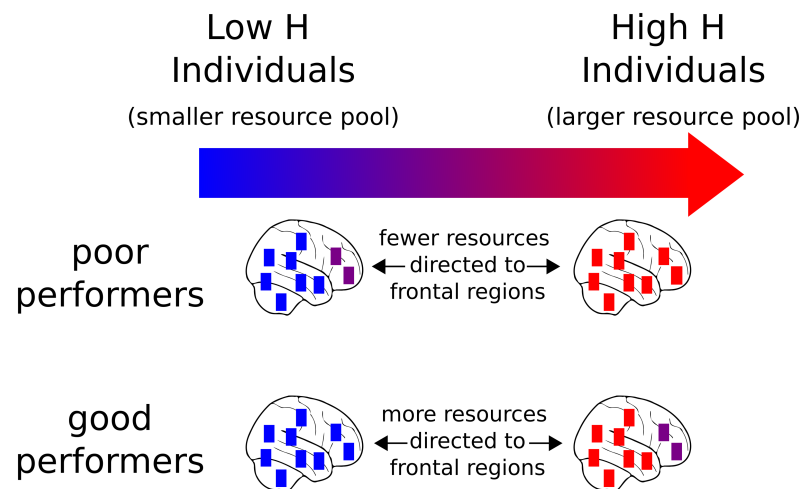 Low H
Individuals
(smaller resource pool)
High H
Individuals
(larger resource pool)
poor
performers
fewer resources
directed to
frontal regions
good
performers
more resources
directed to
frontal regions